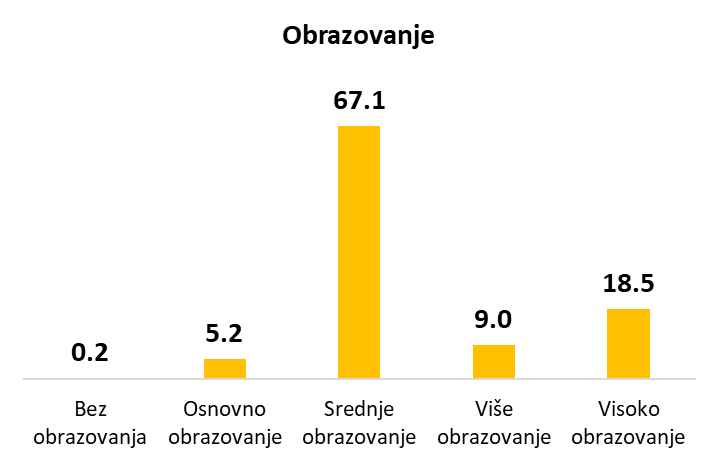 Obrazovanje
67.1
18.5
9.0
5.2
0.2
Bez
obrazovanja
Osnovno
obrazovanje
Srednje
obrazovanje
Više
obrazovanje
Visoko
obrazovanje